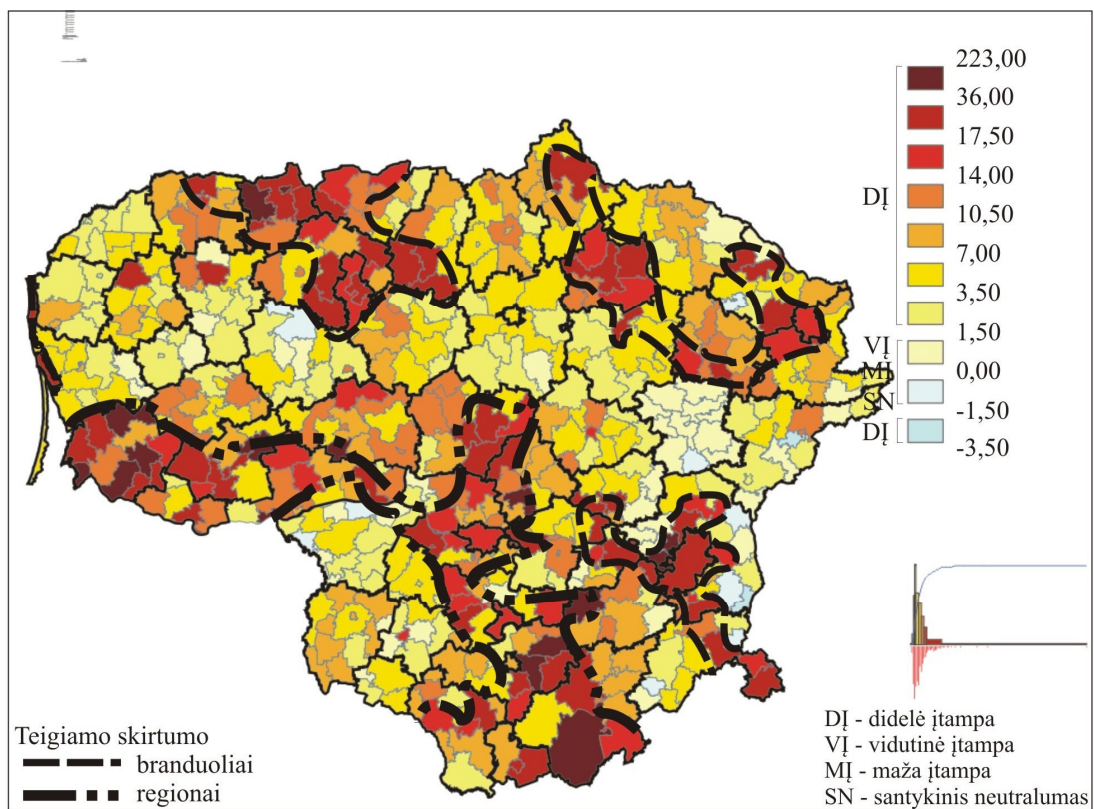 223,00
36,00
17,50
14,00
DĮ
10,50
7,00
3,50
1,50
VĮ
0,00
MĮ
SN
-1,50
DĮ
-3,50
DĮ - didelė įtampa
VĮ - vidutinė įtampa
MĮ - maža įtampa
SN - santykinis neutralumas
Teigiamo skirtumo
branduoliai
regionai